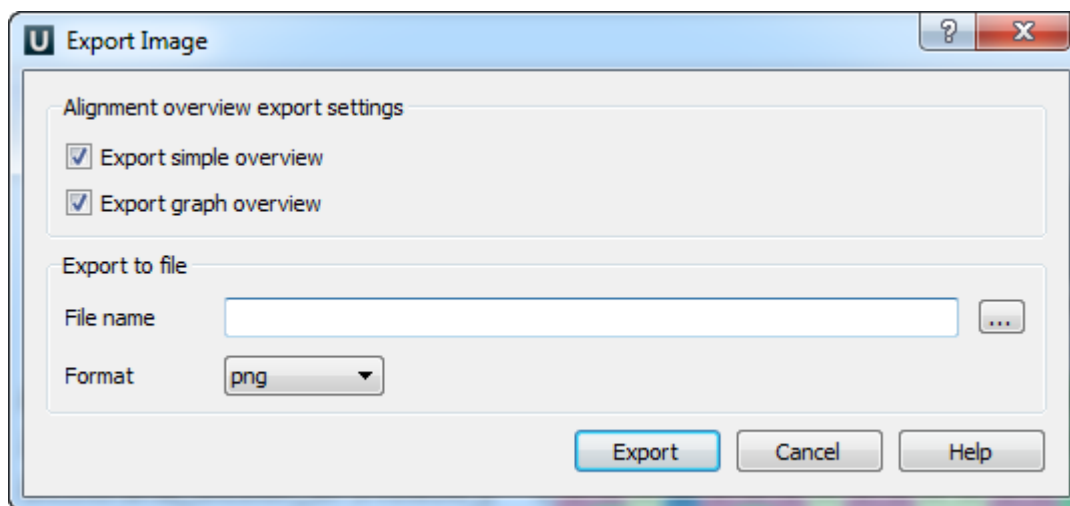 U Export Image
Alignment overview export settings
Export simple overview
Export graph overview
Export to file
File name ...
Format png
Export Cancel Help